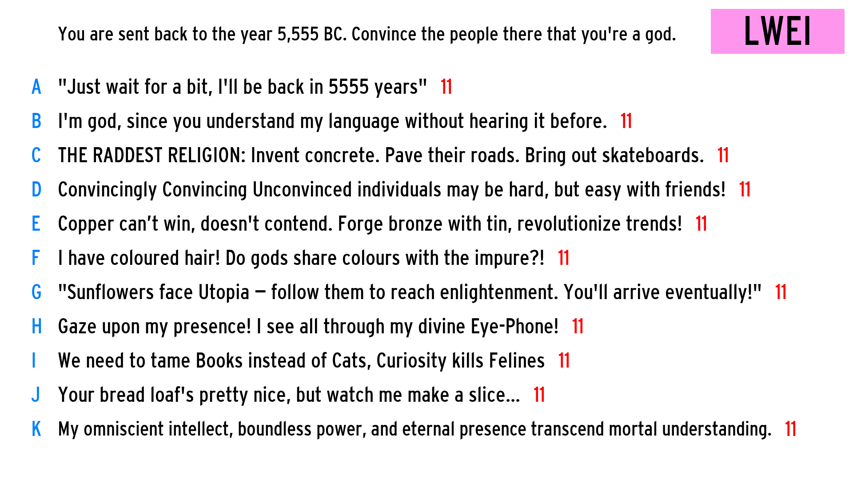 You are sent back to the year 5,555 BC. Convince the people there that you're a god.
LWEI
A "Just wait for a bit, I'll be back in 5555 years" 11
B I'm god, since you understand my language without hearing it before. 11
C THE RADDEST RELIGION: Invent concrete. Pave their roads. Bring out skateboards. 11
D Convincingly Convincing Unconvinced individuals may be hard, but easy with friends! 11
E Copper can’t win, doesn't contend. Forge bronze with tin, revolutionize trends! 11
F I have coloured hair! Do gods share colours with the impure?! 11
G "Sunflowers face Utopia – follow them to reach enlightenment. You'll arrive eventually!" 11
H Gaze upon my presence! I see all through my divine Eye-Phone! 11
I We need to tame Books instead of Cats, Curiosity kills Felines 11
J Your bread loaf's pretty nice, but watch me make a slice... 11
K My omniscient intellect, boundless power, and eternal presence transcend mortal understanding. 11